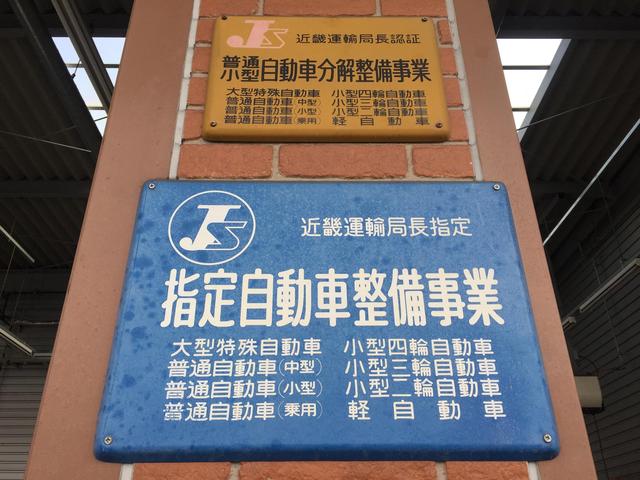 JS 近畿運輸局長認証
普通
小型 自動車分解整備事業
大型特殊自動車 小型四輪自動車
普通自動車(中型) 小型三輪自動車
普通自動車(小型) 小型二輪自動車
普通自動車(乗用) 軽自動車
JS 近畿運輸局長指定
指定自動車整備事業
大型特殊自動車 小型四輪自動車
普通自動車(中型) 小型三輪自動車
普通自動車(小型) 小型二輪自動車
普通自動車(乗用) 軽自動車